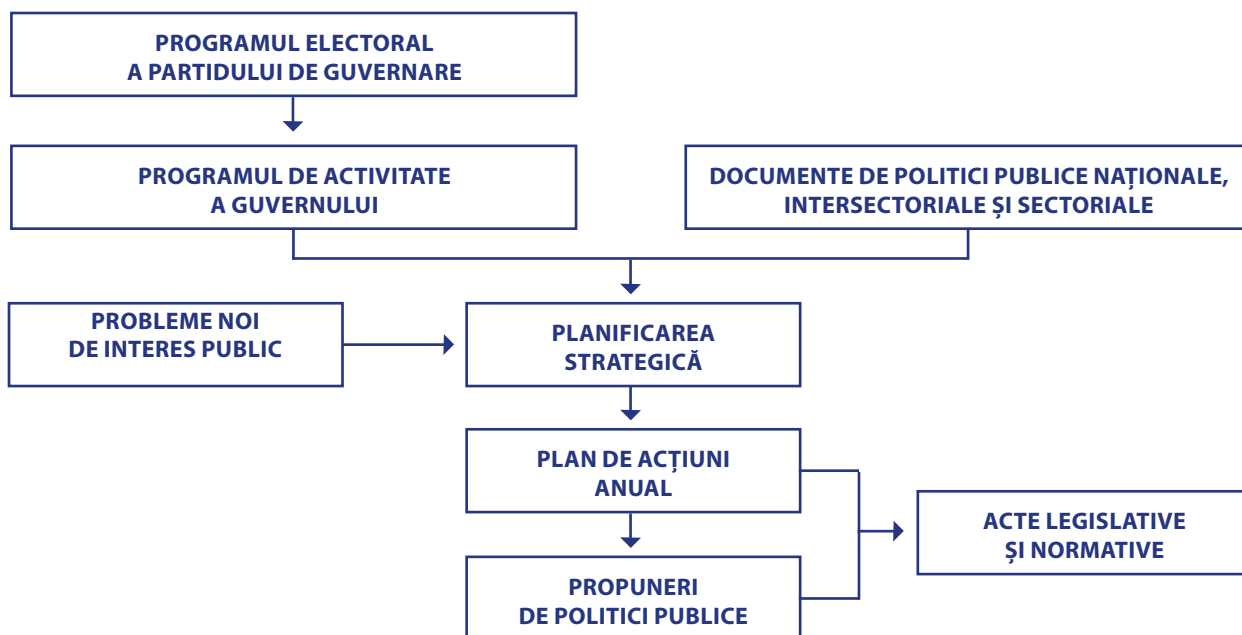 PROGRAMUL ELECTORAL
A PARTIDULUI DE GUVERNARE
PROGRAMUL DE ACTIVITATE
A GUVERNULUI
DOCUMENTE DE POLITICI PUBLICE NAȚIONALE,
INTERSECTORIALE ȘI SECTORIALE
PROBLEME NOI
DE INTERES PUBLIC
PLANIFICAREA
STRATEGICĂ
PLAN DE ACȚIUNI
ANUAL
ACTE LEGISLATIVE
ȘI NORMATIVE
PROPUNERI
DE POLITICI PUBLICE